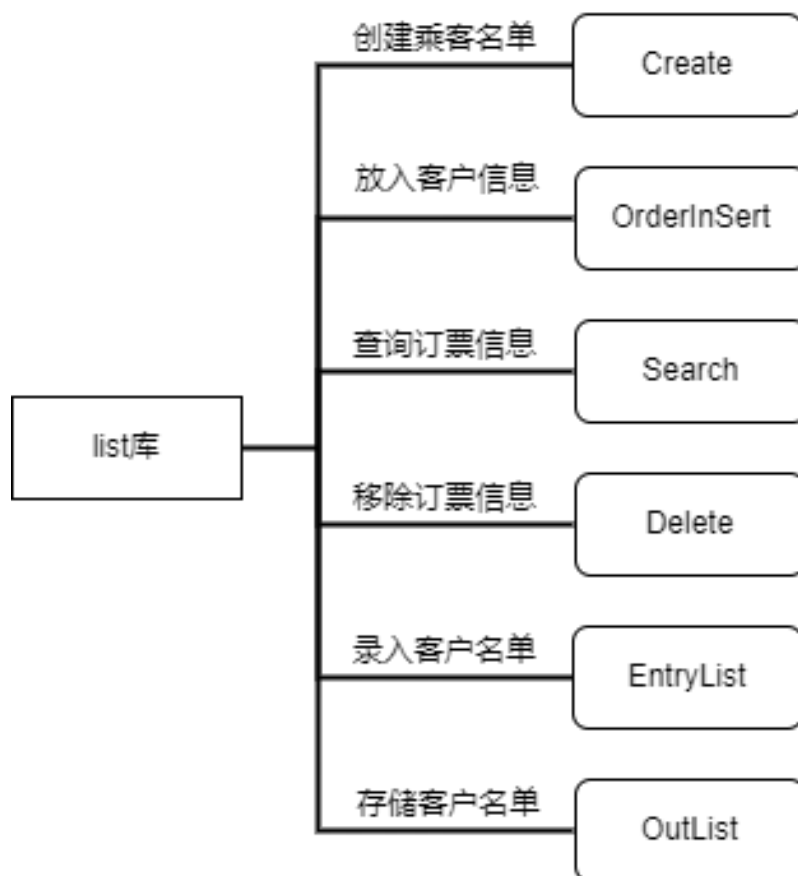 创建乘客名单
Create
放入客户信息
OrderInSert
查询订票信息
Search
list库
移除订票信息
Delete
录入客户名单
EntryList
存储客户名单
OutList